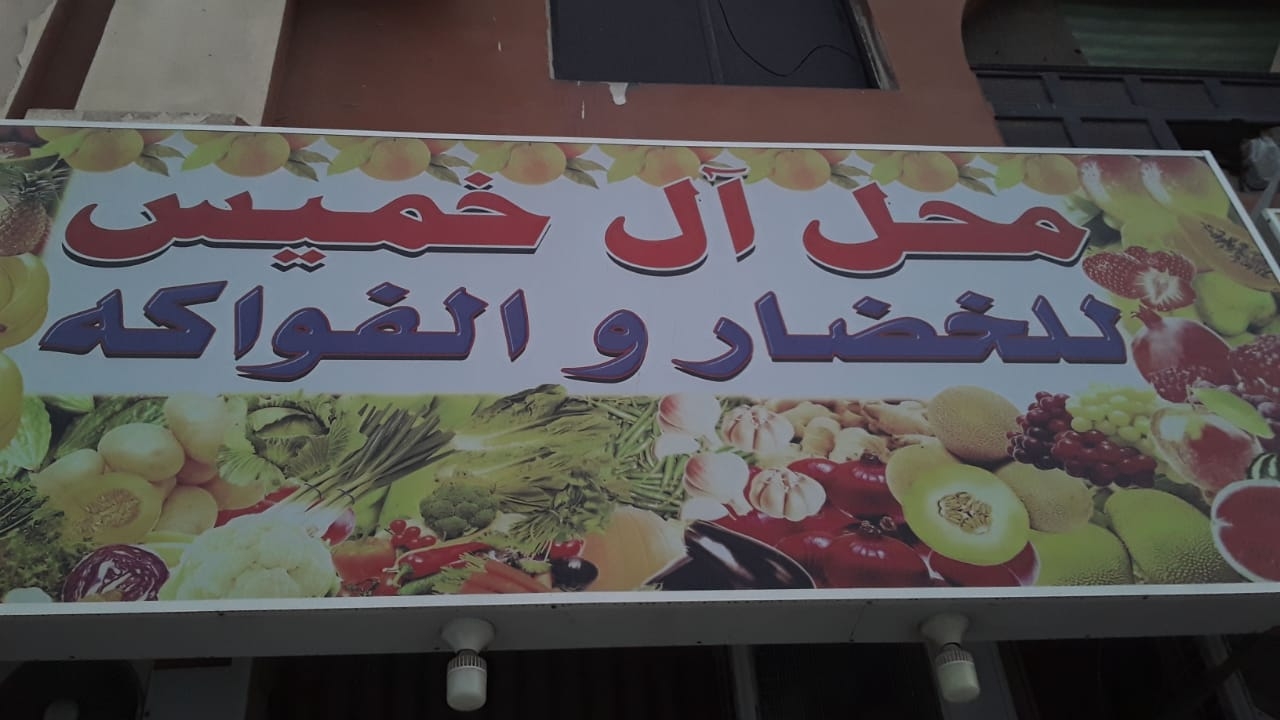 محل آل خميس
للخضار و الفواكه